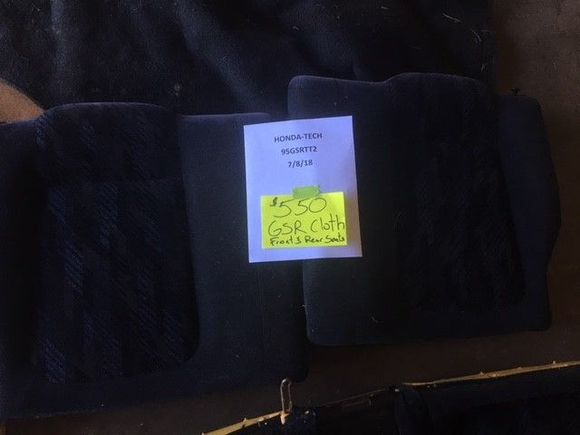 HONDA-TECH
95GSRTT2
7/8/18
$550
GSR Cloth
Front & Rear Seats